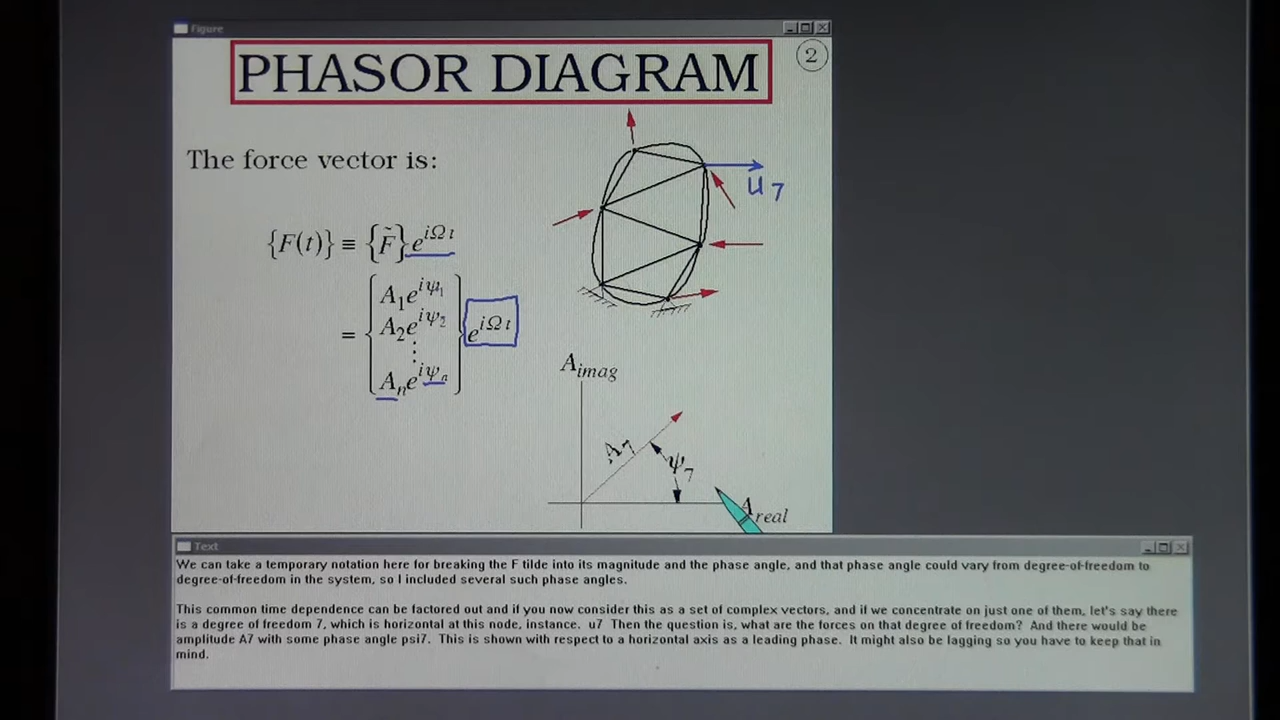 Figure
PHASOR DIAGRAM
2
The force vector is:
u7
{F(t)} ≡ {F̃} e^{iΩt}
= {A₁e^{iψ₁}
A₂e^{iψ₂}
⋮
Aₙe^{iψₙ}} e^{iΩt}
A_imag
A₇
ψ₇
A_real
Text
We can take a temporary notation here for breaking the F tilde into its magnitude and the phase angle, and that phase angle could vary from degree-of-freedom to
degree-of-freedom in the system, so I included several such phase angles.
This common time dependence can be factored out and if you now consider this as a set of complex vectors, and if we concentrate on just one of them, let's say there
is a degree of freedom 7, which is horizontal at this node, instance. u7 Then the question is, what are the forces on that degree of freedom? And there would be
amplitude A7 with some phase angle psi7. This is shown with respect to a horizontal axis as a leading phase. It might also be lagging so you have to keep that in
mind.